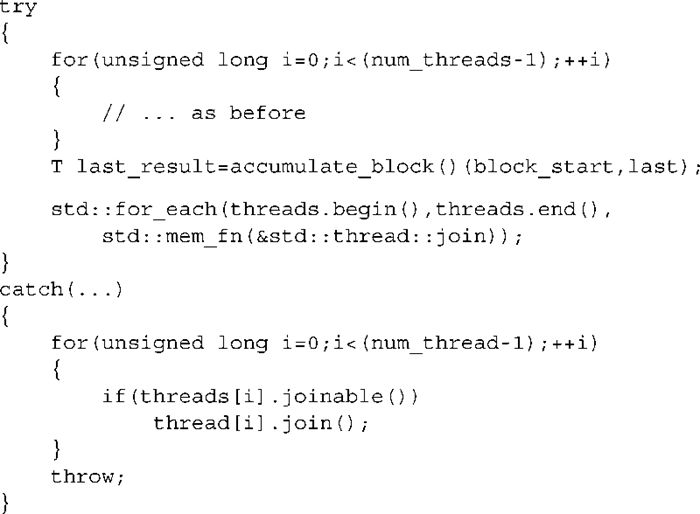 try
{
    for(unsigned long i=0;i<(num_threads-1);++i)
    {
        // ... as before
    }
    T last_result=accumulate_block()(block_start,last);
    std::for_each(threads.begin(),threads.end(),
        std::mem_fn(&std::thread::join));
}
catch(...)
{
    for(unsigned long i=0;i<(num_thread-1);++i)
    {
        if(threads[i].joinable())
            thread[i].join();
    }
    throw;
}